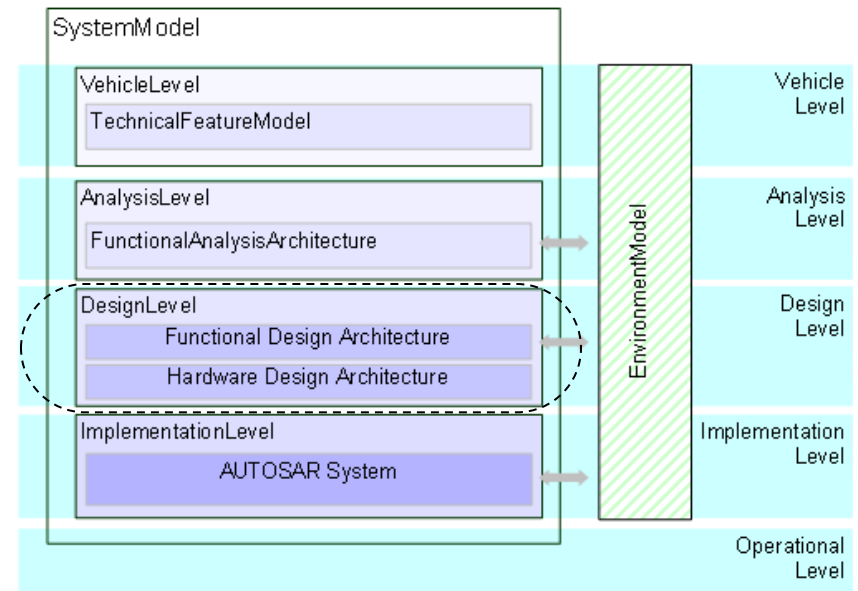 SystemModel
VehicleLevel
TechnicalFeatureModel
Vehicle
Level
AnalysisLevel
FunctionalAnalysisArchitecture
Analysis
Level
EnvironmentModel
DesignLevel
Functional Design Architecture
Hardware Design Architecture
Design
Level
ImplementationLevel
AUTOSAR System
Implementation
Level
Operational
Level